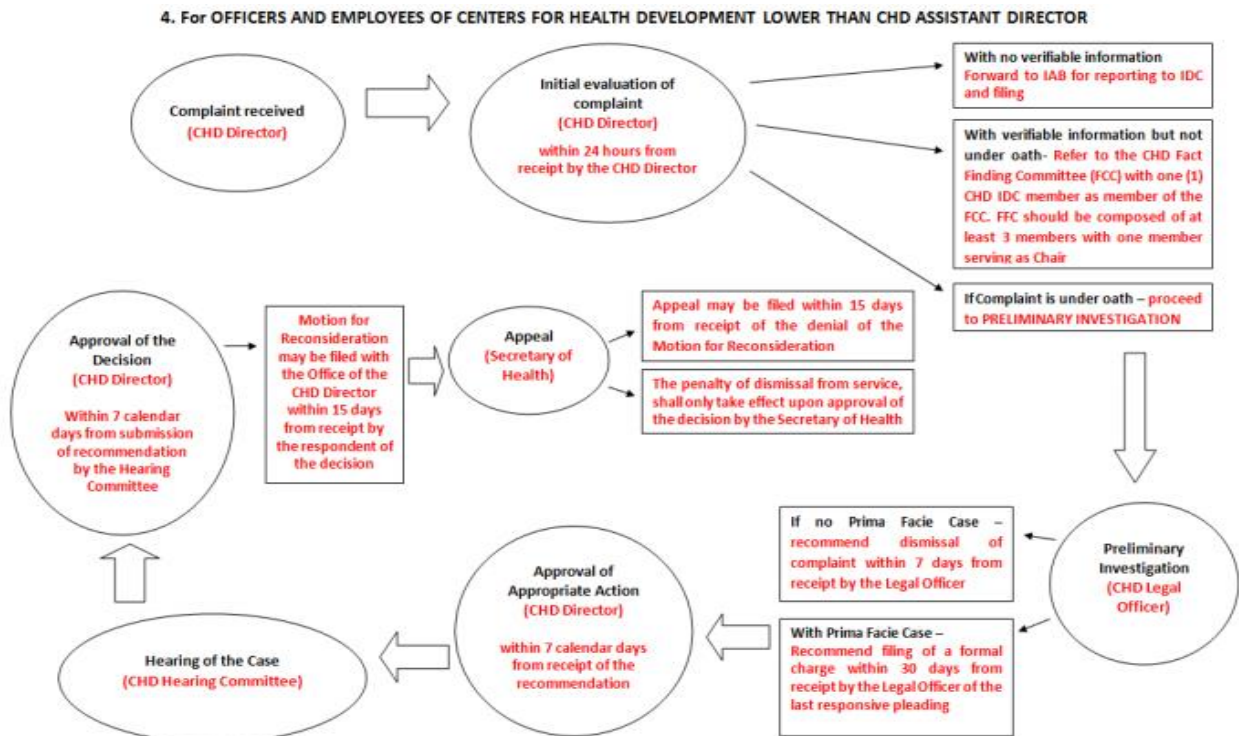 4. For OFFICERS AND EMPLOYEES OF CENTERS FOR HEALTH DEVELOPMENT LOWER THAN CHD ASSISTANT DIRECTOR
Complaint received
(CHD Director)
Initial evaluation of
complaint
(CHD Director)
within 24 hours from
receipt by the CHD Director
With no verifiable information
Forward to IAB for reporting to IDC
and filing
With verifiable information but not
under oath- Refer to the CHD Fact
Finding Committee (FCC) with one (1)
CHD IDC member as member of the
FCC. FFC should be composed of at
least 3 members with one member
serving as Chair
If Complaint is under oath – proceed
to PRELIMINARY INVESTIGATION
Approval of the
Decision
(CHD Director)
Within 7 calendar
days from submission
of recommendation
by the Hearing
Committee
Motion for
Reconsideration
may be filed with
the Office of the
CHD Director
within 15 days
from receipt by
the respondent of
the decision
Appeal
(Secretary of
Health)
Appeal may be filed within 15 days
from receipt of the denial of the
Motion for Reconsideration
The penalty of dismissal from service,
shall only take effect upon approval of
the decision by the Secretary of Health
Preliminary
Investigation
(CHD Legal
Officer)
If no Prima Facie Case –
recommend dismissal of
complaint within 7 days from
receipt by the Legal Officer
With Prima Facie Case –
Recommend filing of a formal
charge within 30 days from
receipt by the Legal Officer of the
last responsive pleading
Approval of
Appropriate Action
(CHD Director)
within 7 calendar days
from receipt of the
recommendation
Hearing of the Case
(CHD Hearing Committee)